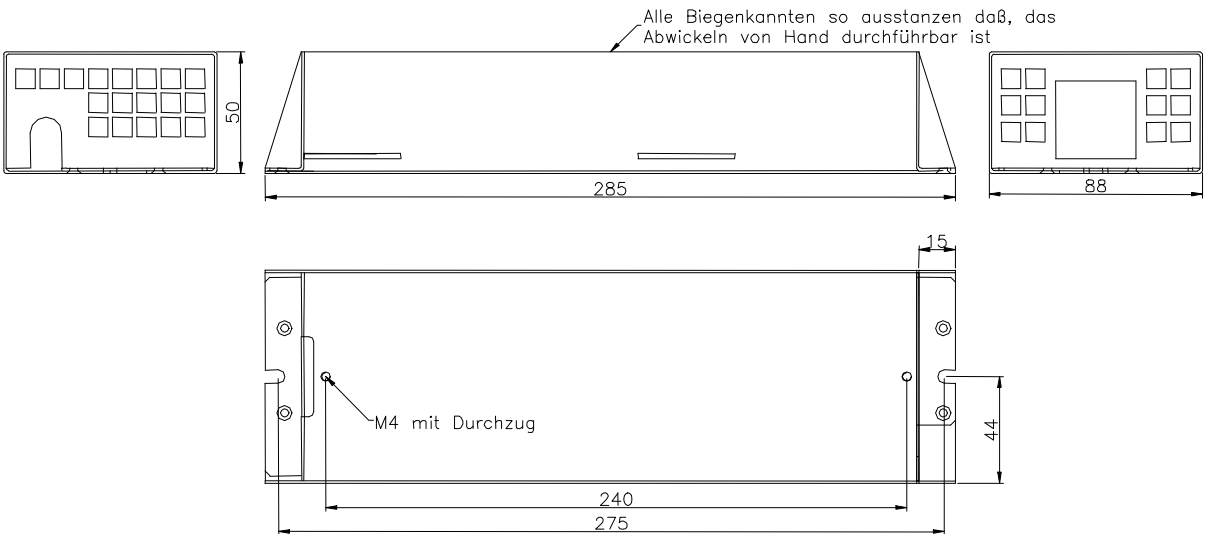 Alle Biegenkannten so ausstanzen daß, das
Abwickeln von Hand durchführbar ist
50
285
88
15
M4 mit Durchzug
44
240
275